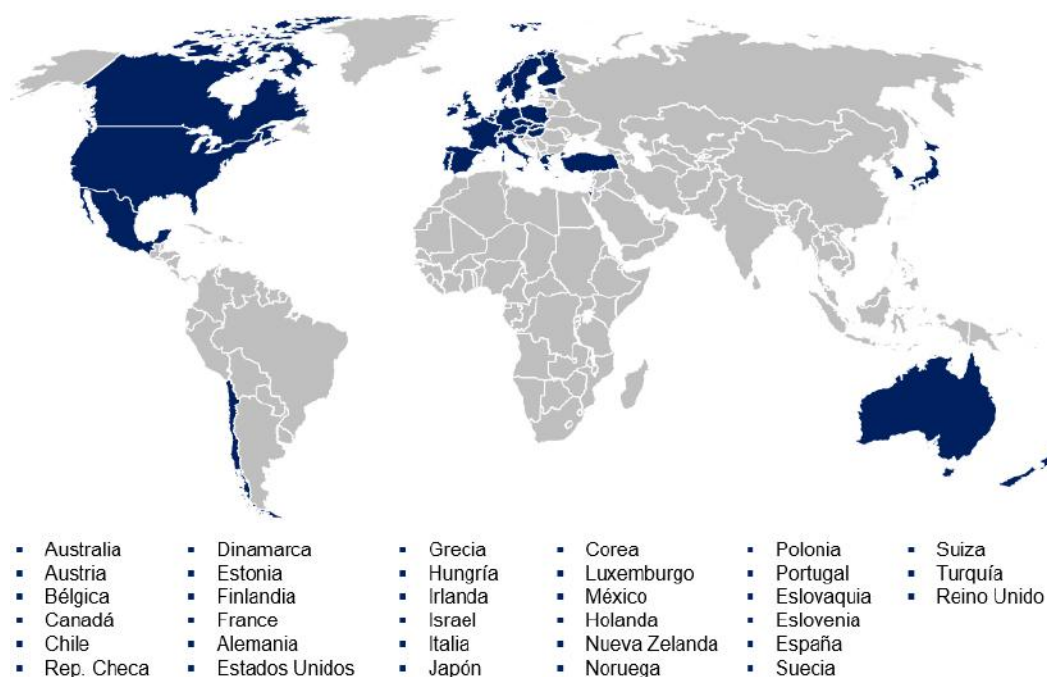 Australia
Austria
Bélgica
Canadá
Chile
Rep. Checa
Dinamarca
Estonia
Finlandia
France
Alemania
Estados Unidos
Grecia
Hungría
Irlanda
Israel
Italia
Japón
Corea
Luxemburgo
México
Holanda
Nueva Zelanda
Noruega
Polonia
Portugal
Eslovaquia
Eslovenia
España
Suecia
Suiza
Turquía
Reino Unido